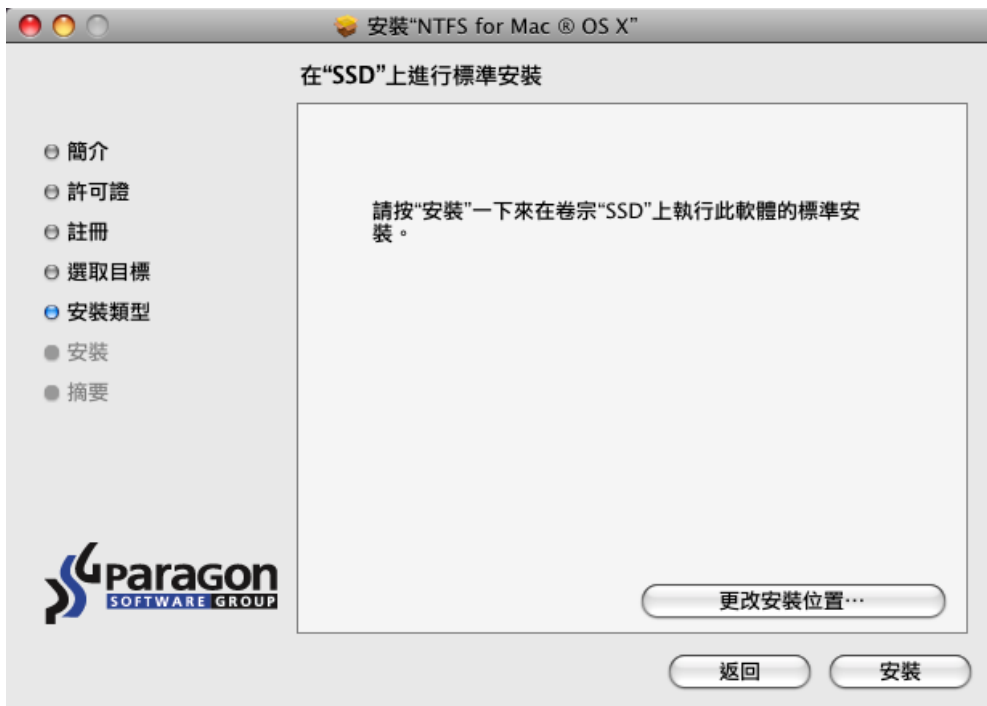 安裝“NTFS for Mac ® OS X”
在“SSD”上進行標準安裝
簡介
許可證
註冊
選取目標
安裝類型
安裝
摘要
請按“安裝”一下來在卷宗“SSD”上執行此軟體的標準安
裝。
paragon
SOFTWARE GROUP
更改安裝位置…
返回
安裝